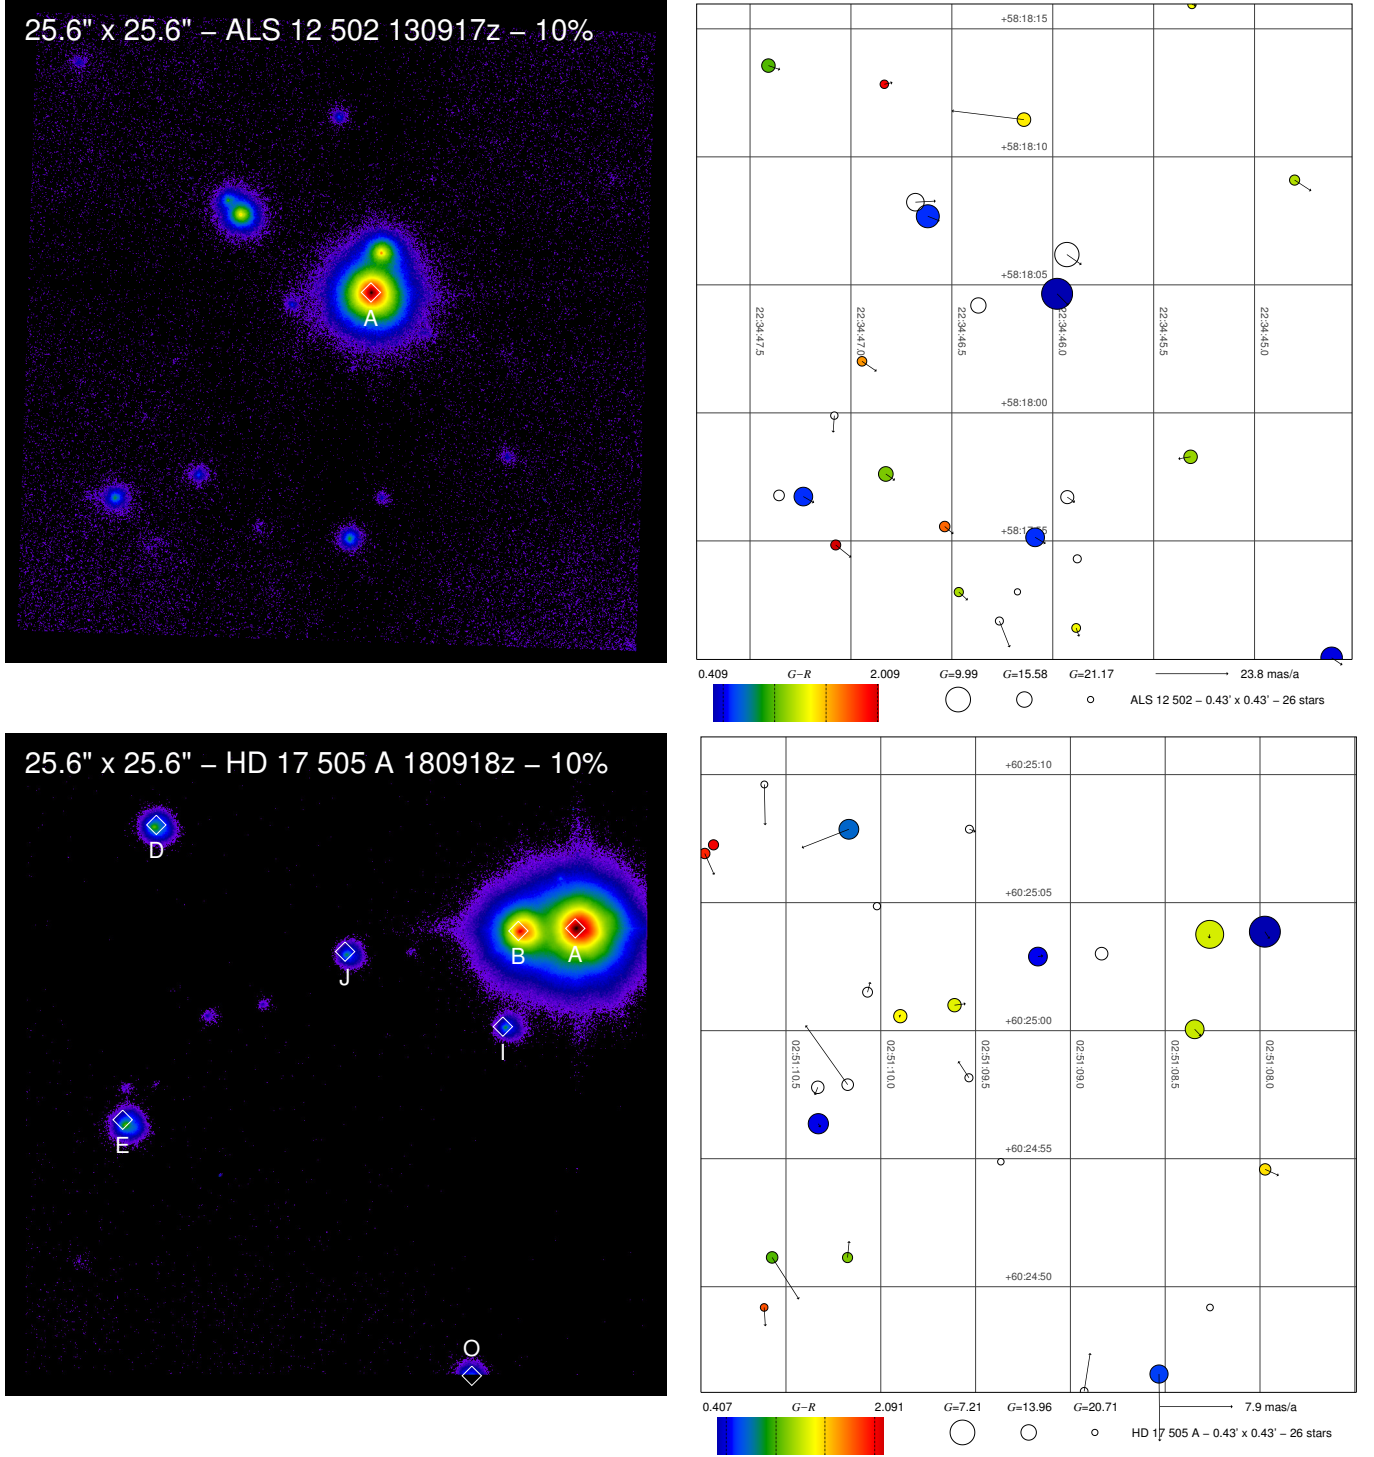 25.6" x 25.6" – ALS 12 502 130917z – 10%
A
+58:18:15
+58:18:10
+58:18:05
22:34:47.5
22:34:47.0
22:34:46.5
22:34:46.0
22:34:45.5
22:34:45.0
+58:18:00
+58:17:55
0.409 G−R 2.009
G=9.99 G=15.58 G=21.17 23.8 mas/a
ALS 12 502 − 0.43' x 0.43' − 26 stars
25.6" x 25.6" – HD 17 505 A 180918z – 10%
D
B A
J
I
E
O
+60:25:10
+60:25:05
+60:25:00
02:51:10.5
02:51:10.0
02:51:09.5
02:51:09.0
02:51:08.5
02:51:08.0
+60:24:55
+60:24:50
0.407 G−R 2.091
G=7.21 G=13.96 G=20.71 7.9 mas/a
HD 17 505 A − 0.43' x 0.43' − 26 stars